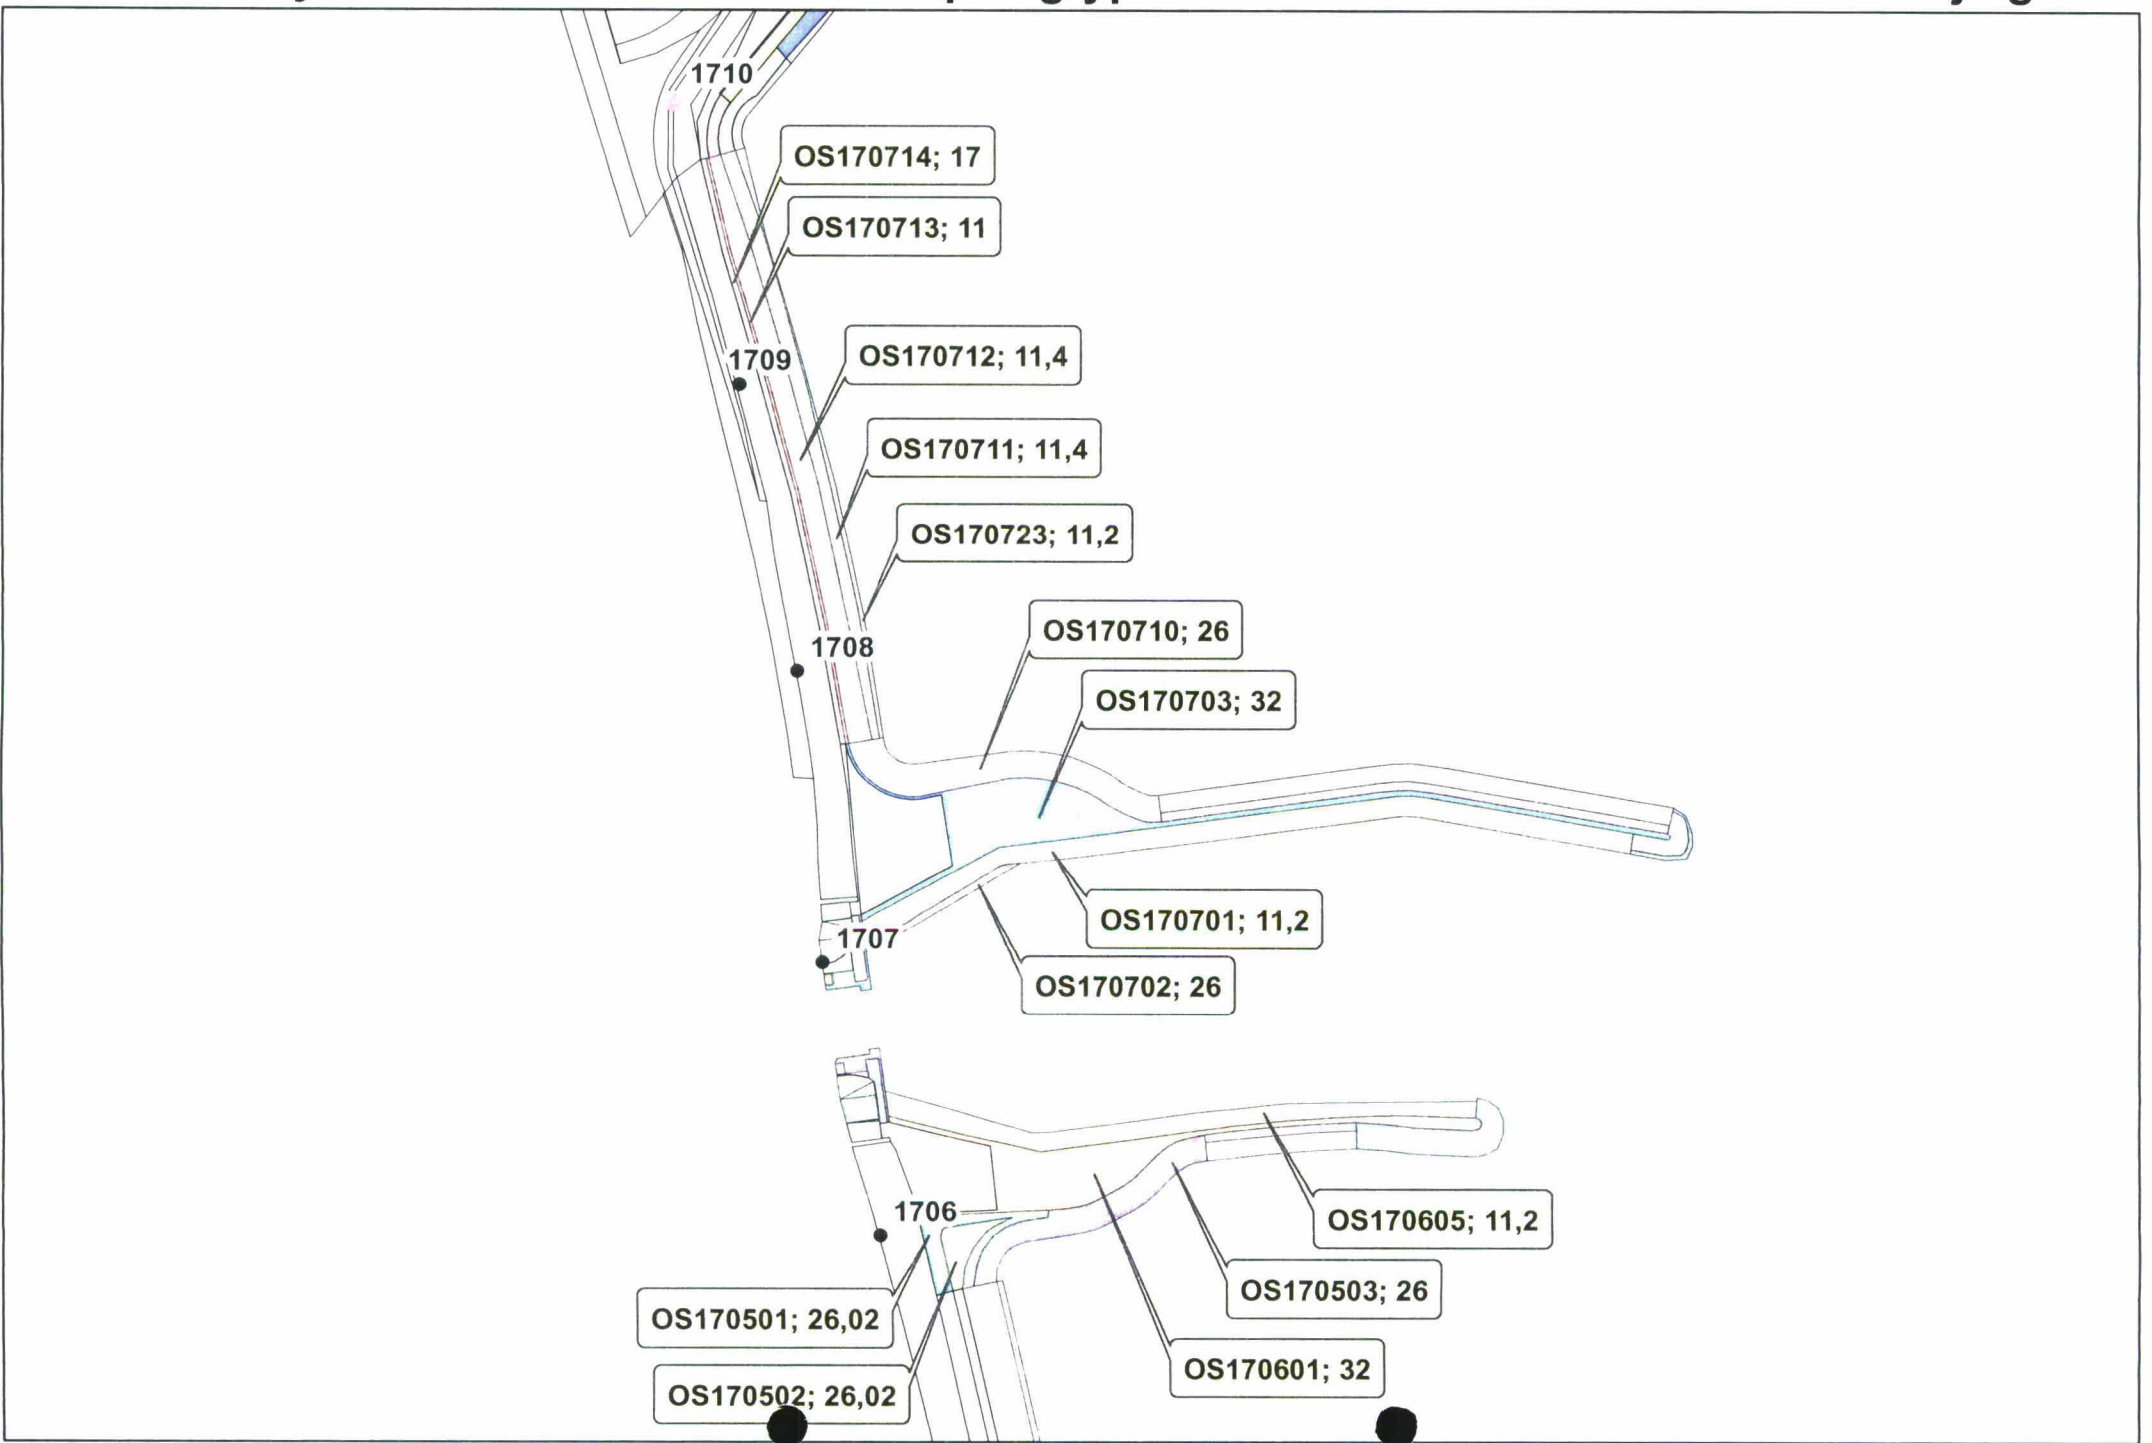 1710
OS170714; 17
OS170713; 11
1709
OS170712; 11,4
OS170711; 11,4
OS170723; 11,2
1708
OS170710; 26
OS170703; 32
OS170701; 11,2
1707
OS170702; 26
1706
OS170605; 11,2
OS170503; 26
OS170501; 26,02
OS170601; 32
OS170502; 26,02